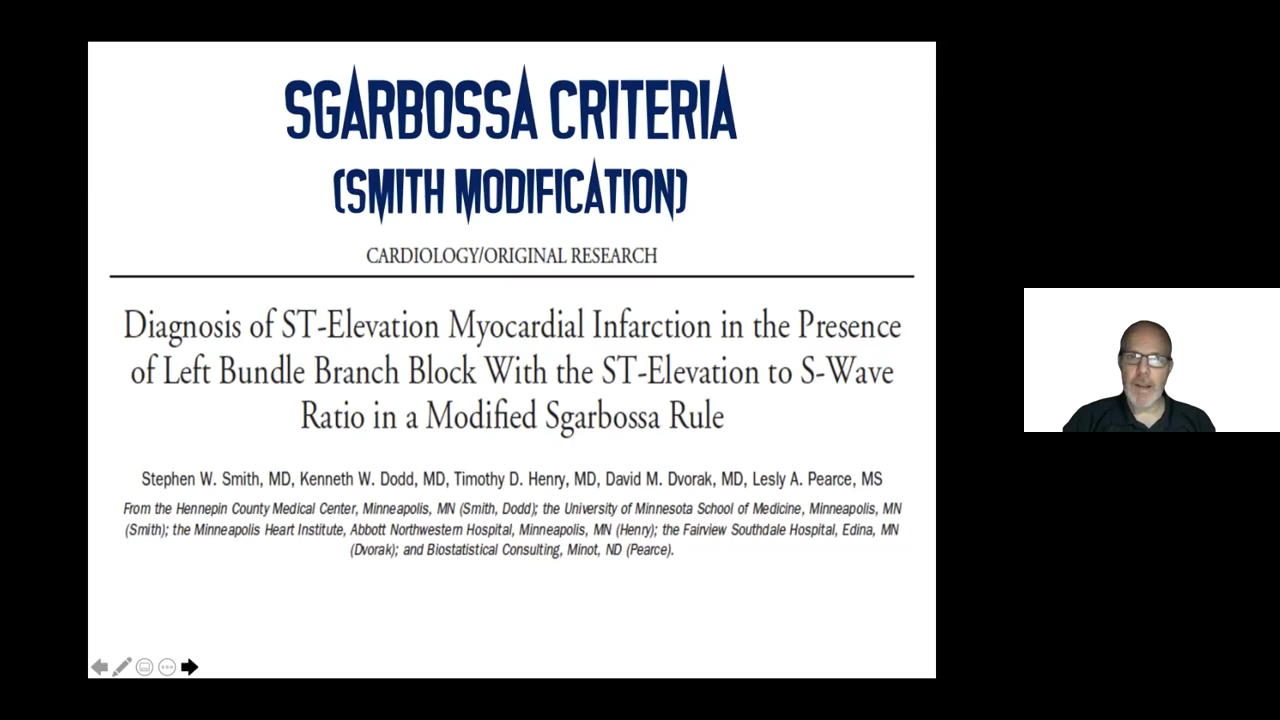 SGARBOSSA CRITERIA
(SMITH MODIFICATION)
CARDIOLOGY/ORIGINAL RESEARCH
Diagnosis of ST-Elevation Myocardial Infarction in the Presence
of Left Bundle Branch Block With the ST-Elevation to S-Wave
Ratio in a Modified Sgarbossa Rule
Stephen W. Smith, MD, Kenneth W. Dodd, MD, Timothy D. Henry, MD, David M. Dvorak, MD, Lesly A. Pearce, MS
From the Hennepin County Medical Center, Minneapolis, MN (Smith, Dodd); the University of Minnesota School of Medicine, Minneapolis, MN
(Smith); the Minneapolis Heart Institute, Abbott Northwestern Hospital, Minneapolis, MN (Henry); the Fairview Southdale Hospital, Edina, MN
(Dvorak); and Biostatistical Consulting, Minot, ND (Pearce).